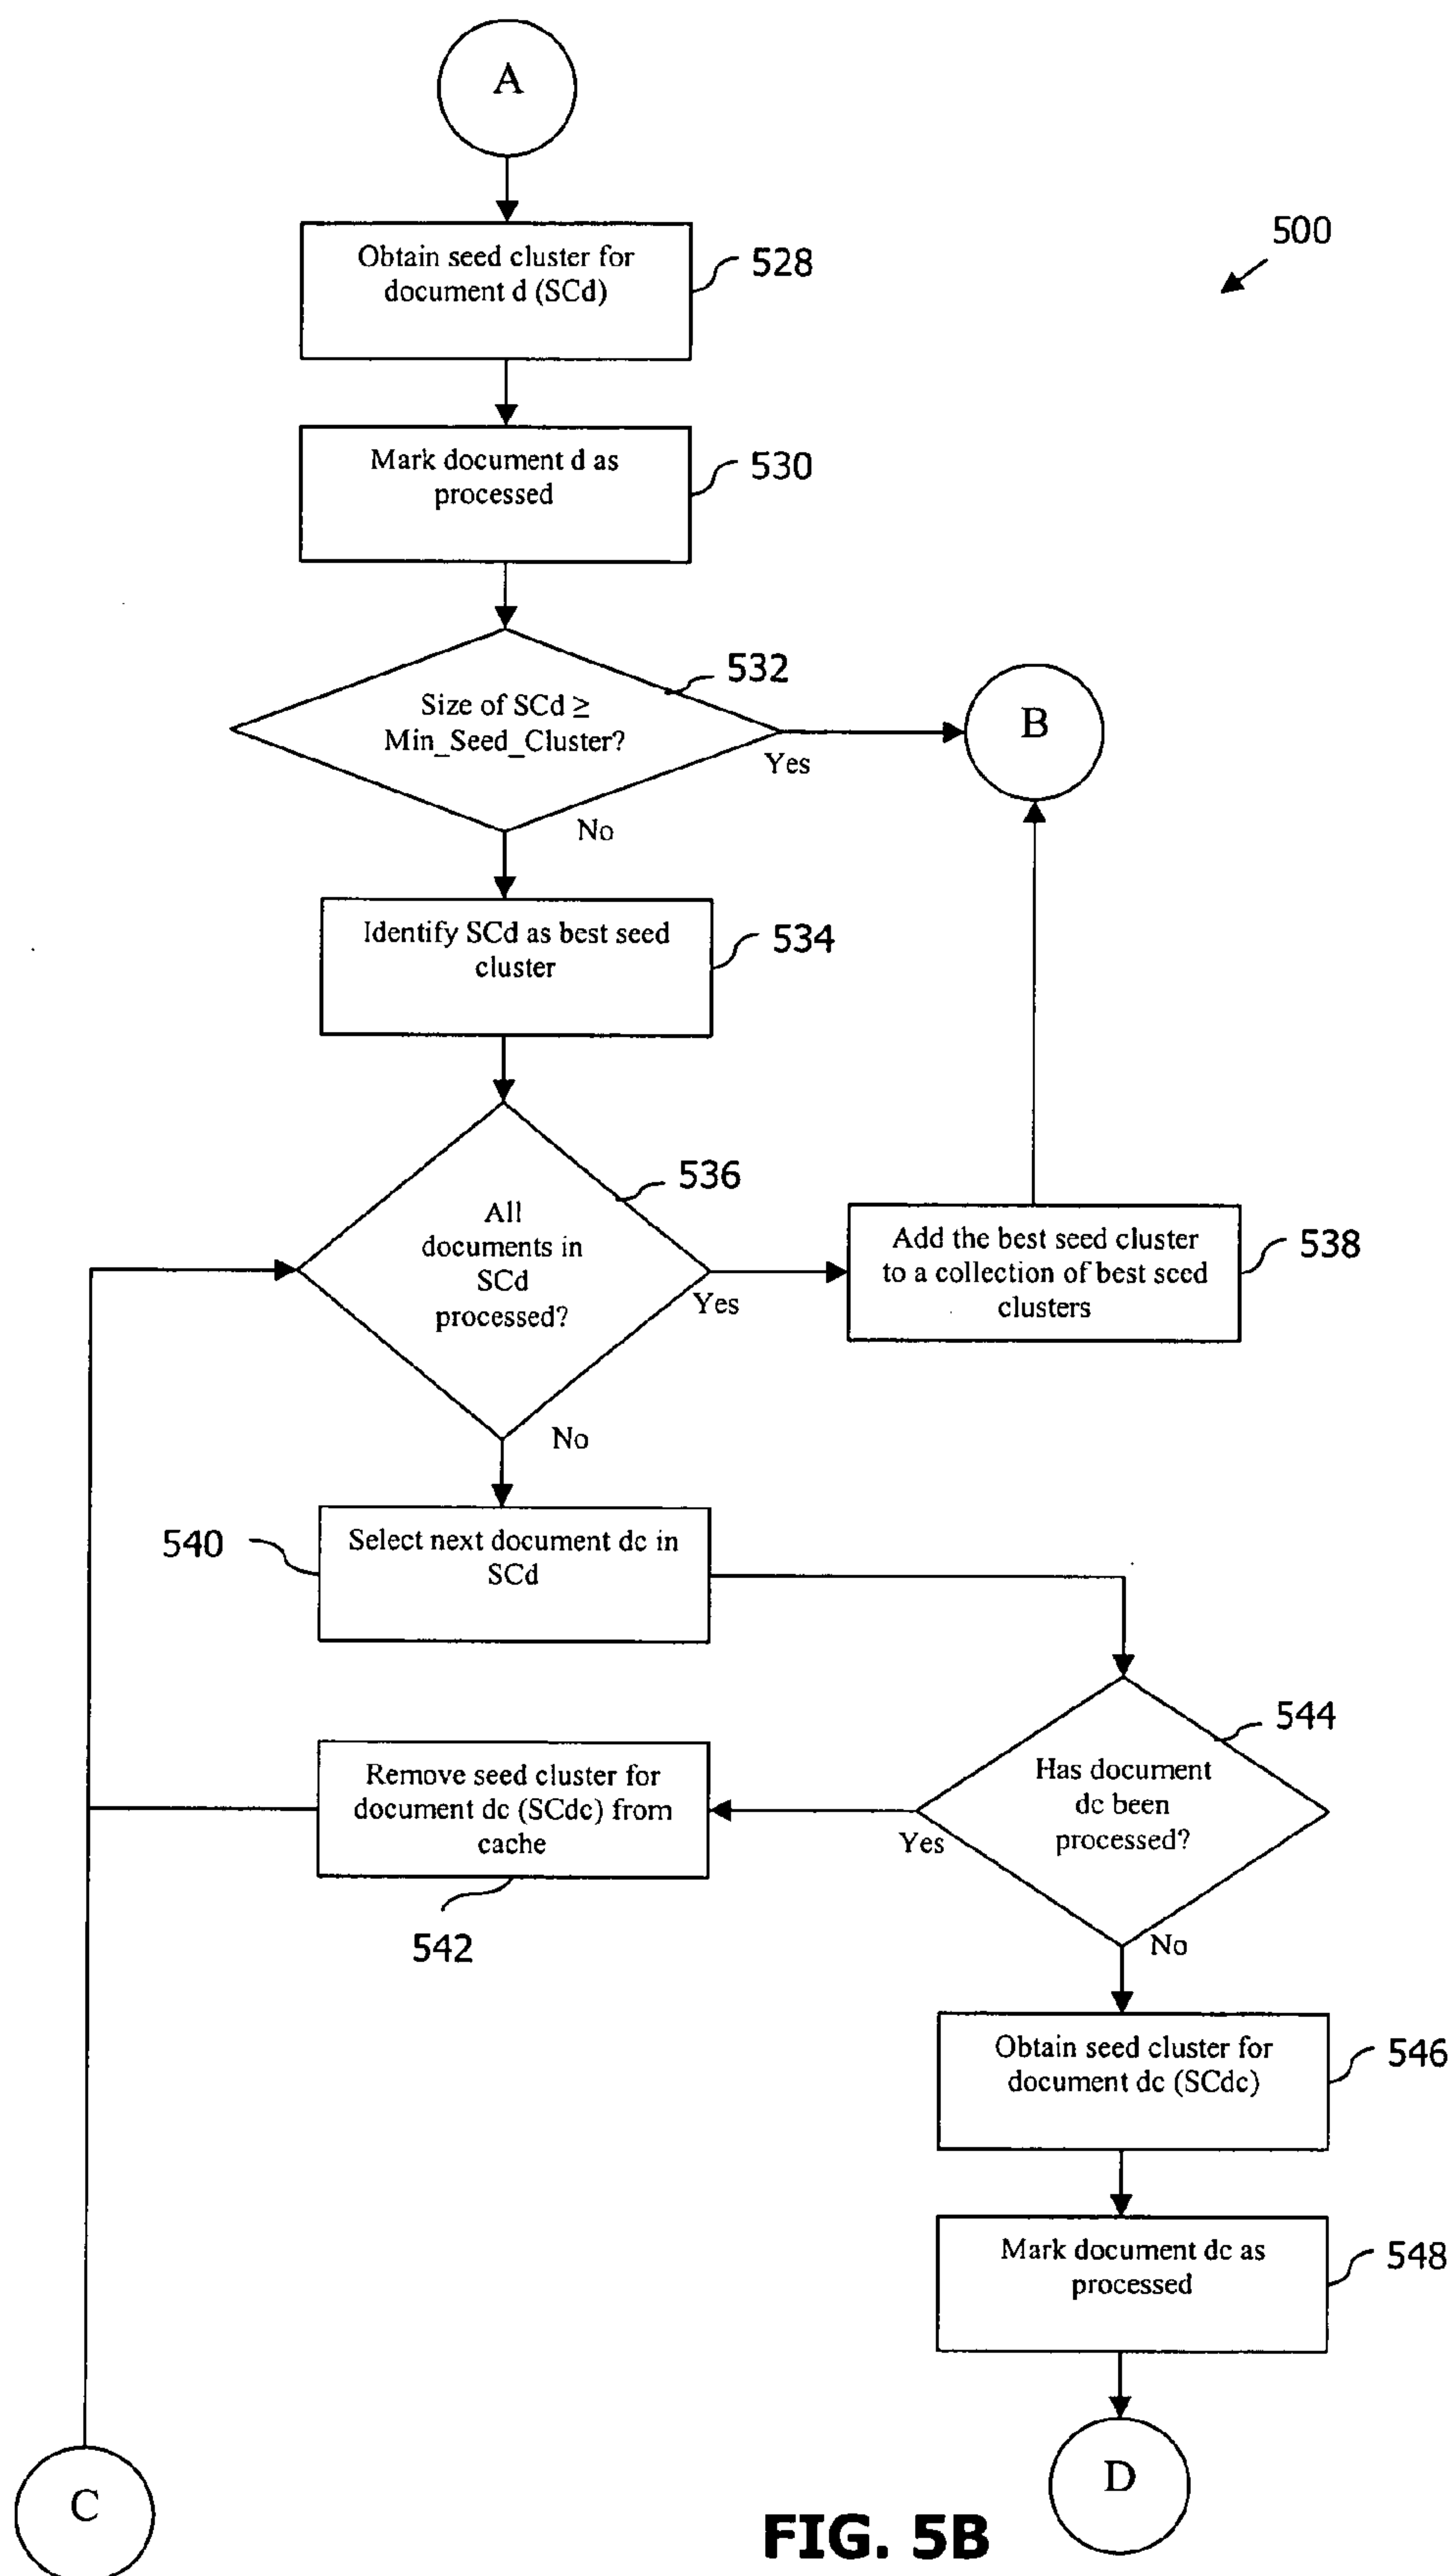 A
500
Obtain seed cluster for
document d (SCd)
528
Mark document d as
processed
530
532
Size of SCd ≥
Min_Seed_Cluster?
Yes
No
B
Identify SCd as best seed
cluster
534
536
All
documents in
SCd
processed?
Yes
No
Add the best seed cluster
to a collection of best seed
clusters
538
540
Select next document dc in
SCd
544
Has document
dc been
processed?
Yes
No
Remove seed cluster for
document dc (SCdc) from
cache
542
Obtain seed cluster for
document dc (SCdc)
546
Mark document dc as
processed
548
C
D
FIG. 5B